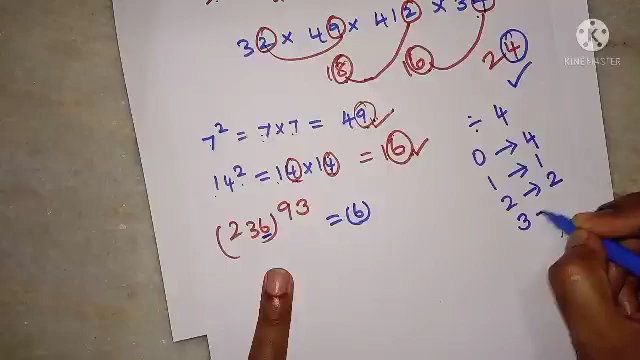 32 × 49 × 412 × 34
18 16 24
7² = 7×7 = 49
14² = 14×14 = 16
(236)^93 = 6
÷ 4
0 → 4
1 → 1
2 → 2
3
KINEMASTER